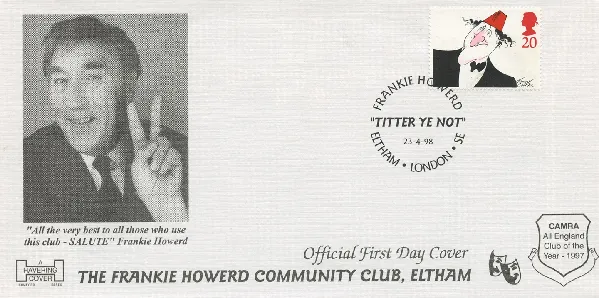 20
FRANKIE HOWERD
"TITTER YE NOT"
23·4·98
ELTHAM · LONDON · SE
"All the very best to all those who use
this club - SALUTE" Frankie Howerd
Official First Day Cover
A
HAVERING
COVER
THE FRANKIE HOWERD COMMUNITY CLUB, ELTHAM
CAMRA
All England
Club of the
Year - 1997